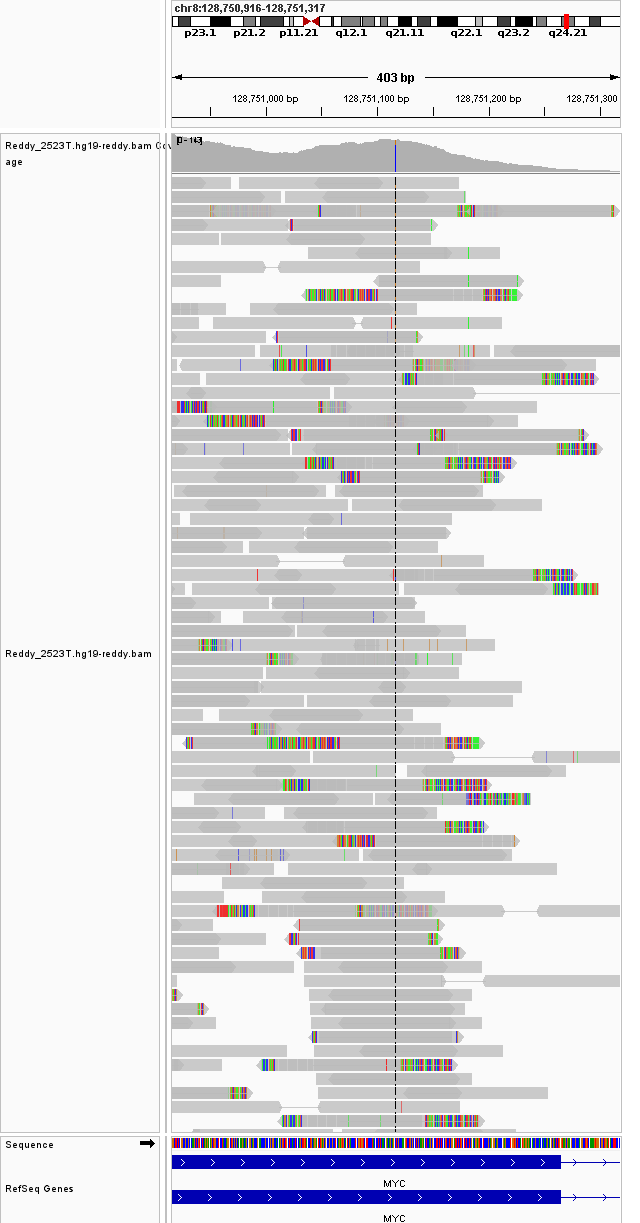 chr8:128,750,916-128,751,317
p23.1 p21.2 p11.21 q12.1 q21.11 q22.1 q23.2 q24.21
403 bp
128,751,000 bp 128,751,100 bp 128,751,200 bp 128,751,300
Reddy_2523T.hg19-reddy.bam Cov
age
Reddy_2523T.hg19-reddy.bam
Sequence
RefSeq Genes
MYC
MYC